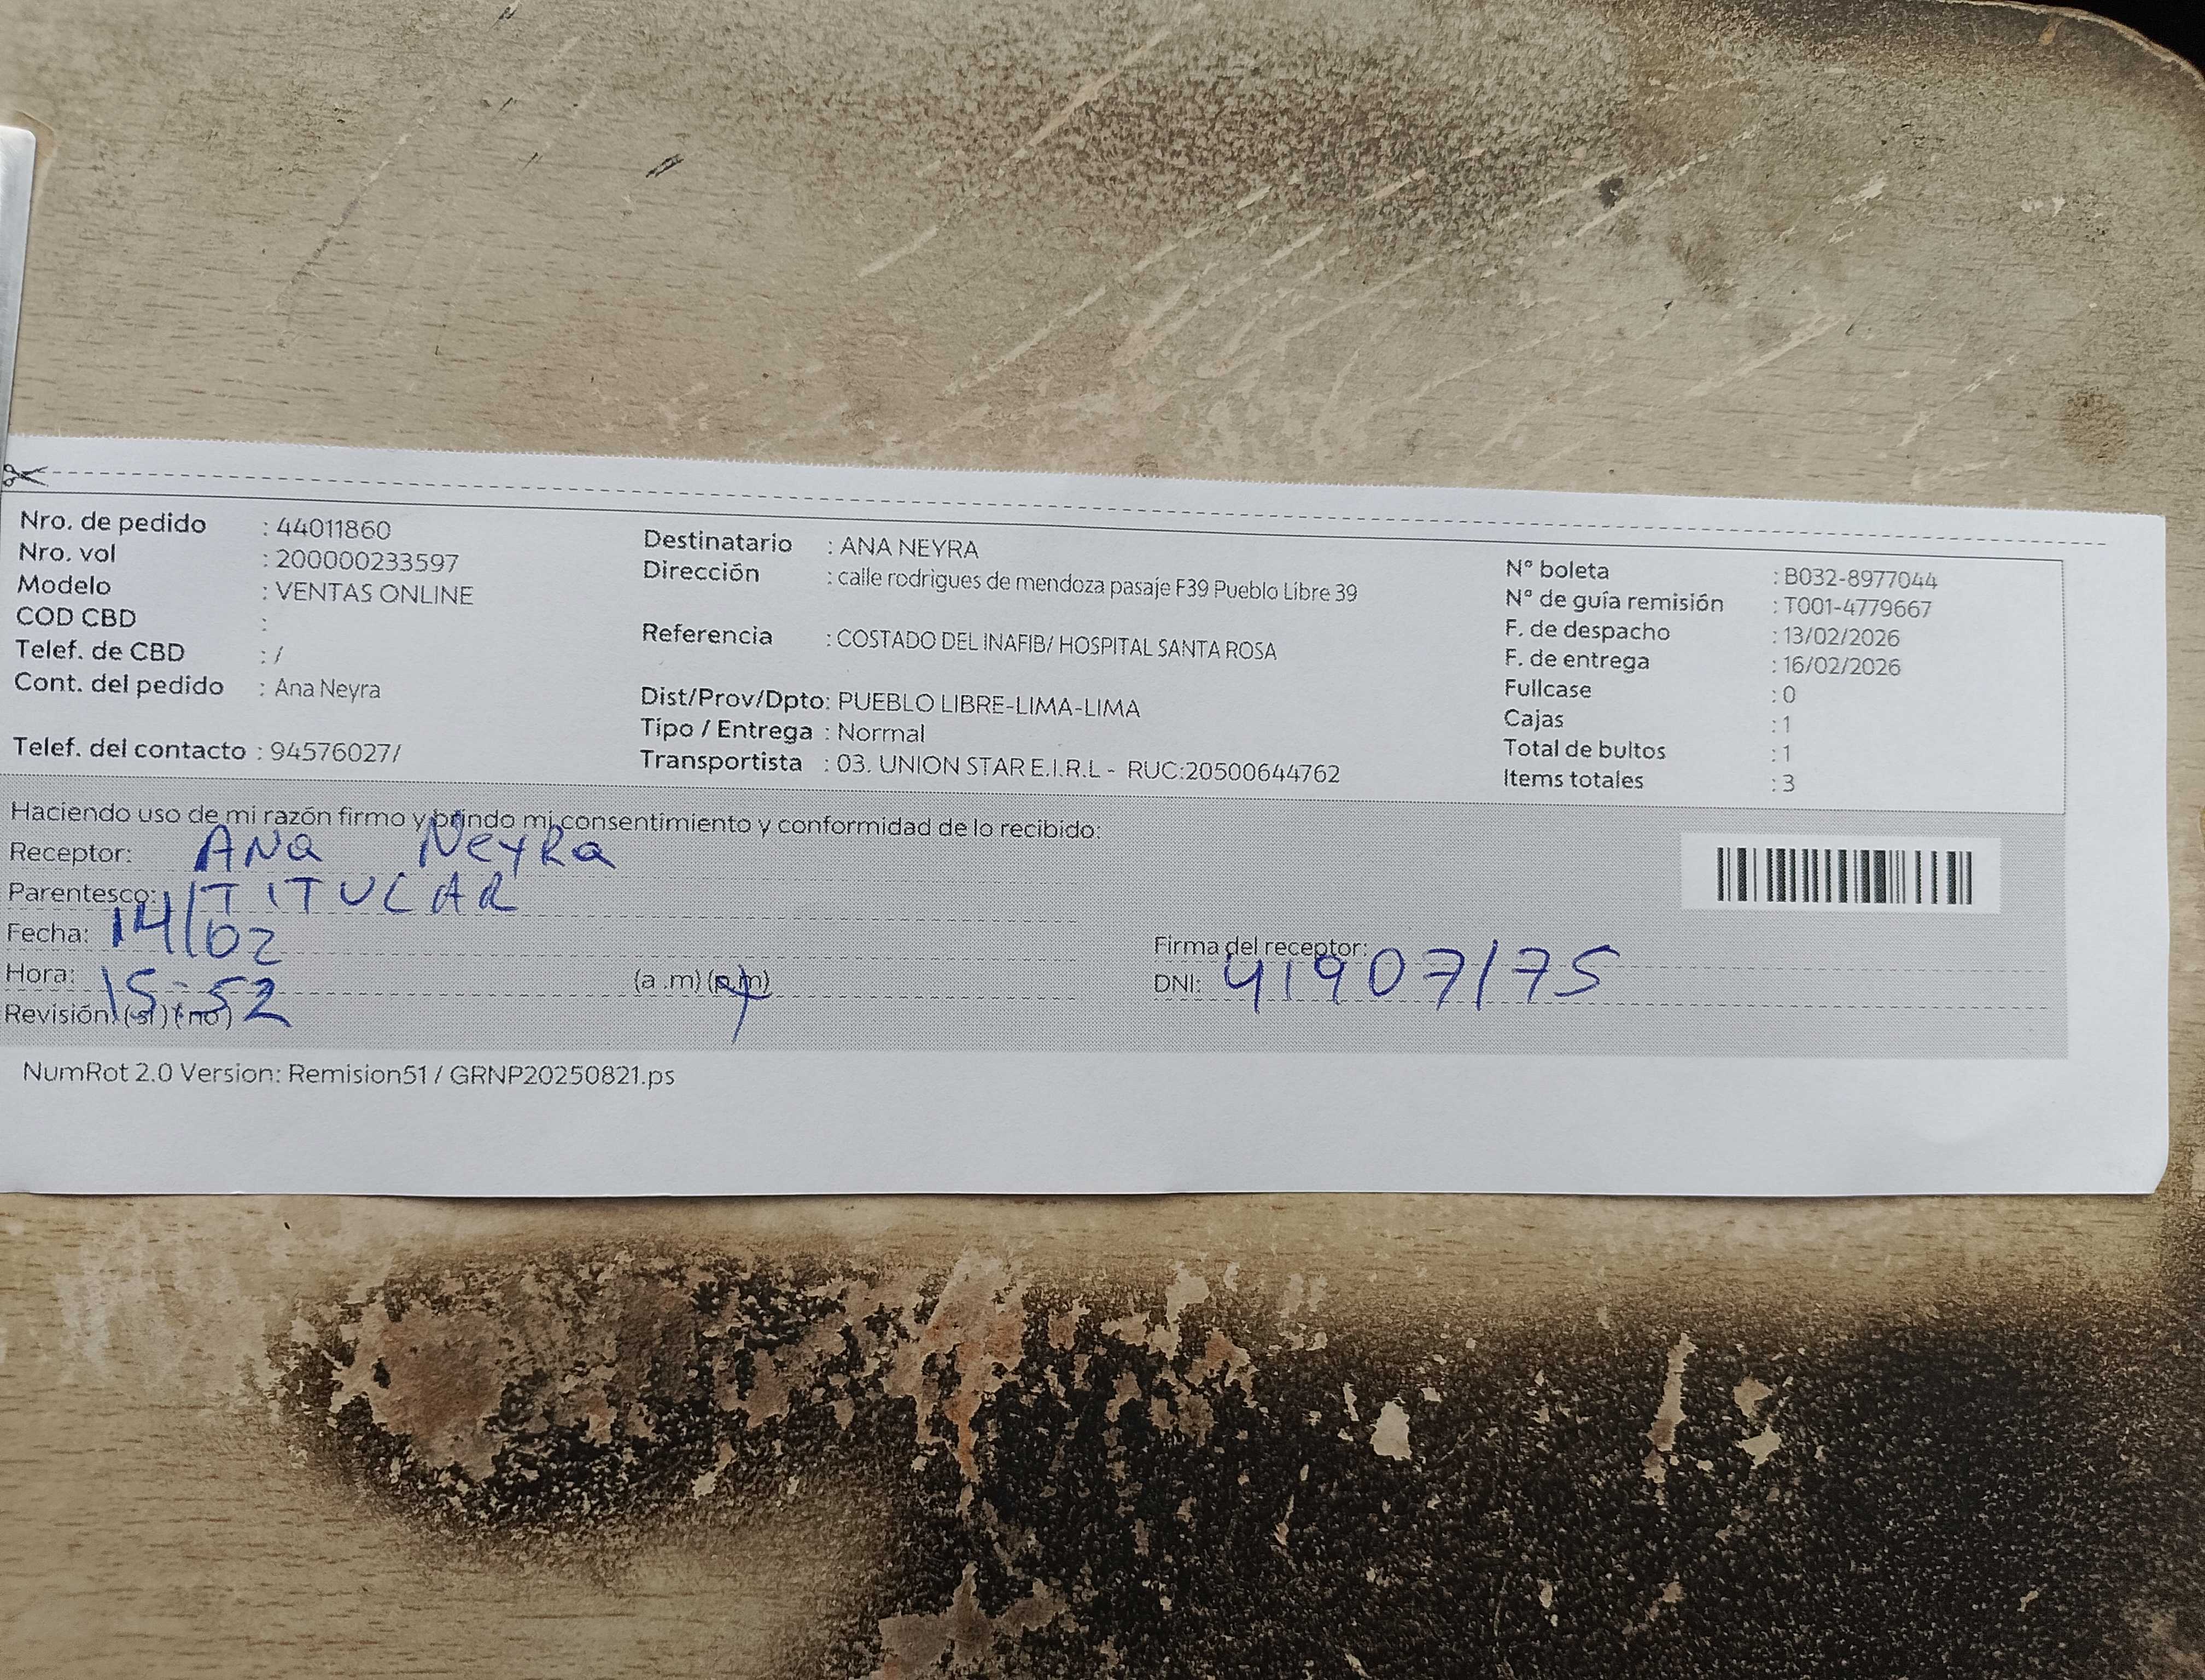 Nro. de pedido : 44011860
Nro. vol : 200000233597
Modelo : VENTAS ONLINE
COD CBD :
Telef. de CBD : /
Cont. del pedido : Ana Neyra
Telef. del contacto : 94576027/
Destinatario : ANA NEYRA
Dirección : calle rodrigues de mendoza pasaje F39 Pueblo Libre 39
Referencia : COSTADO DEL INAFIB/ HOSPITAL SANTA ROSA
Dist/Prov/Dpto: PUEBLO LIBRE-LIMA-LIMA
Tipo / Entrega : Normal
Transportista : 03. UNION STAR E.I.R.L - RUC:20500644762
N° boleta : B032-8977044
N° de guía remisión : T001-4779667
F. de despacho : 13/02/2026
F. de entrega : 16/02/2026
Fullcase : 0
Cajas : 1
Total de bultos : 1
Items totales : 3
Haciendo uso de mi razón firmo y brindo mi consentimiento y conformidad de lo recibido:
Receptor: ANa NeyRa
Parentesco: TITULAR
Fecha: 14/02
Hora: 15:52 (a .m) (p.m)
Revisión: (si) (no)
Firma del receptor:
DNI: 41907175
NumRot 2.0 Version: Remision51 / GRNP20250821.ps